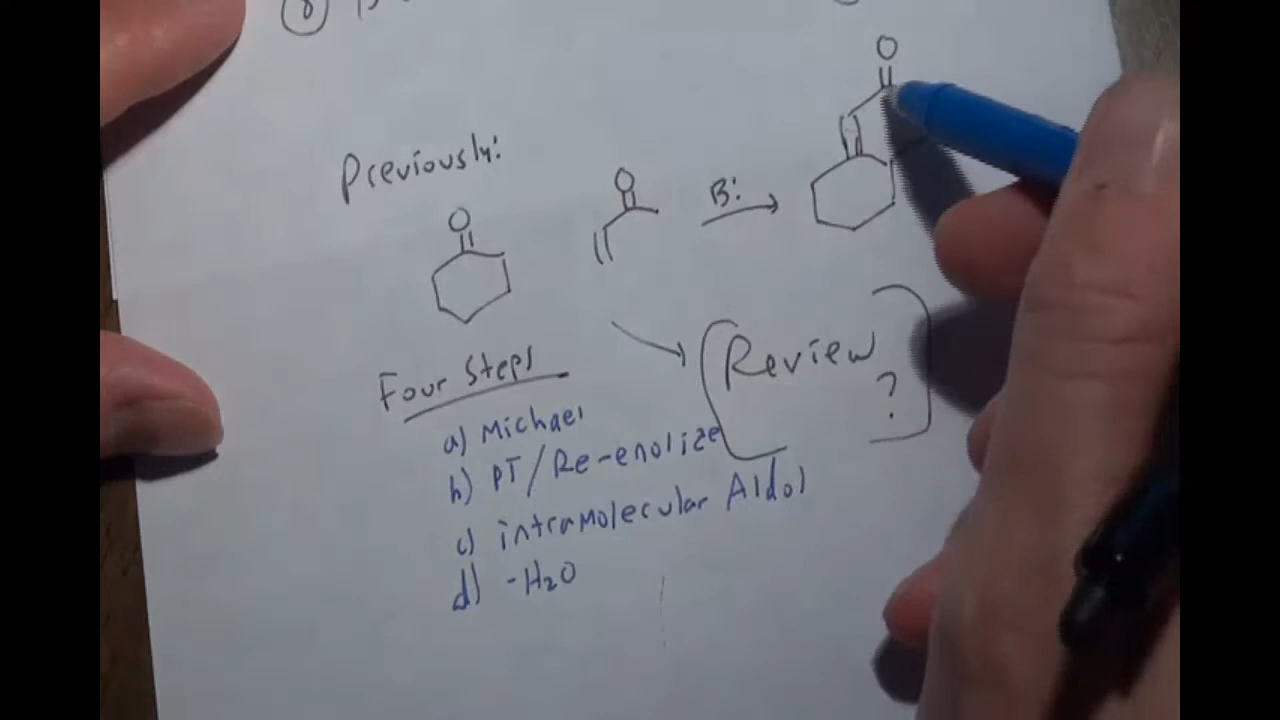 Previously:
O
O
B:
O
Review
?
Four Steps
a) Michael
b) PT/Re-enolize
c) intramolecular Aldol
d) -H₂O